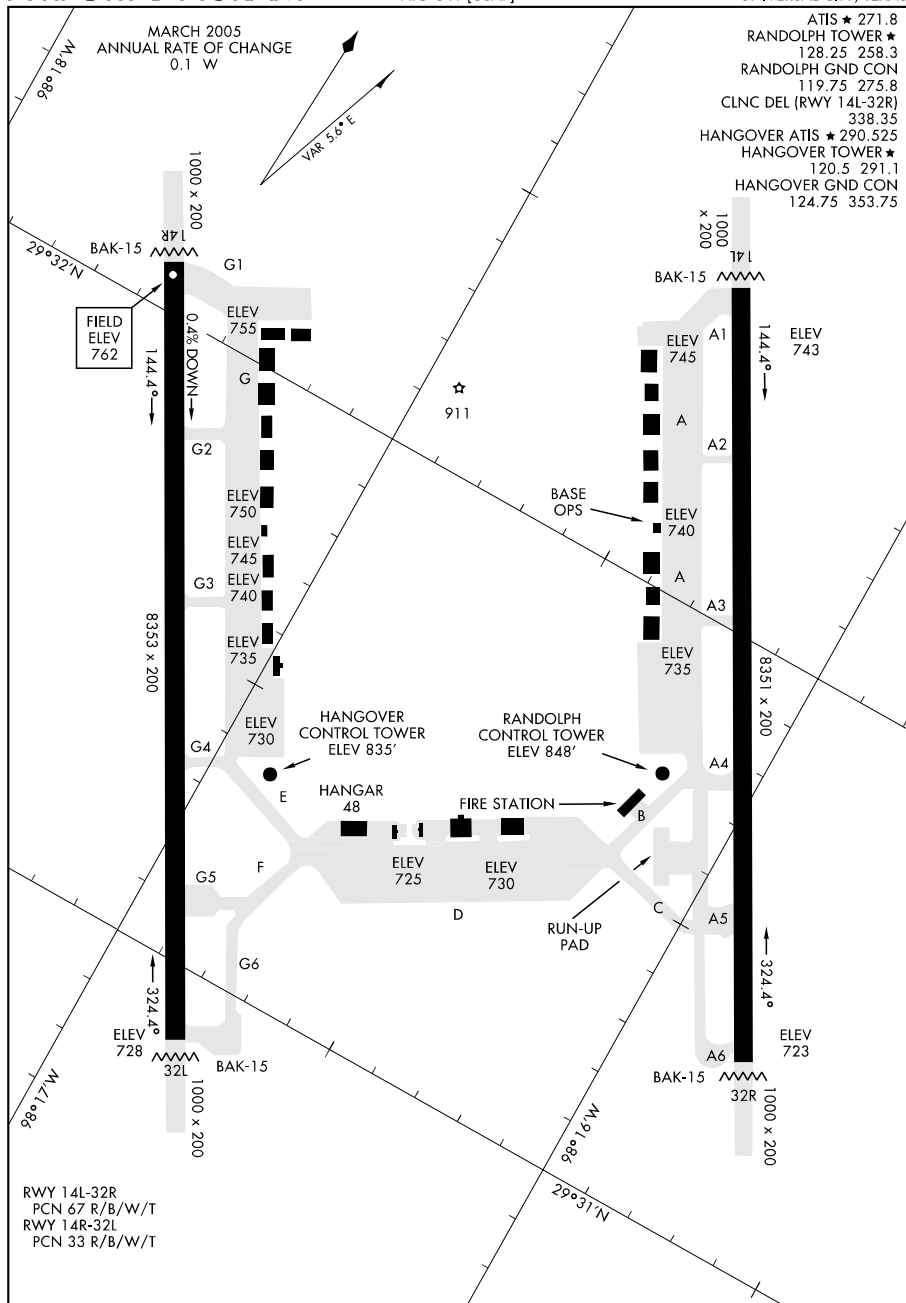 MARCH 2005
ANNUAL RATE OF CHANGE
0.1 W
VAR 5.6° E
ATIS ★ 271.8
RANDOLPH TOWER ★
128.25 258.3
RANDOLPH GND CON
119.75 275.8
CLNC DEL (RWY 14L-32R)
338.35
HANGOVER ATIS ★ 290.525
HANGOVER TOWER ★
120.5 291.1
HANGOVER GND CON
124.75 353.75
98°18'W
1000 x 200
14R
BAK-15
29°32'N
G1
1000
x 200
14L
BAK-15
FIELD
ELEV
762
0.4% DOWN
144.4°
ELEV
755
G
G2
911
ELEV
745
A1
144.4°
ELEV
743
A
A2
ELEV
750
ELEV
745
ELEV
740
G3
ELEV
735
BASE
OPS
ELEV
740
A
A3
ELEV
735
8353 x 200
8351 x 200
ELEV
730
G4
HANGOVER
CONTROL TOWER
ELEV 835'
RANDOLPH
CONTROL TOWER
ELEV 848'
A4
E
HANGAR
48
FIRE STATION
B
F
G5
ELEV
725
ELEV
730
D
RUN-UP
PAD
C
A5
G6
324.4°
324.4°
ELEV
728
32L
BAK-15
1000 x 200
98°17'W
98°16'W
29°31'N
A6
BAK-15
32R
ELEV
723
1000 x 200
RWY 14L-32R
PCN 67 R/B/W/T
RWY 14R-32L
PCN 33 R/B/W/T